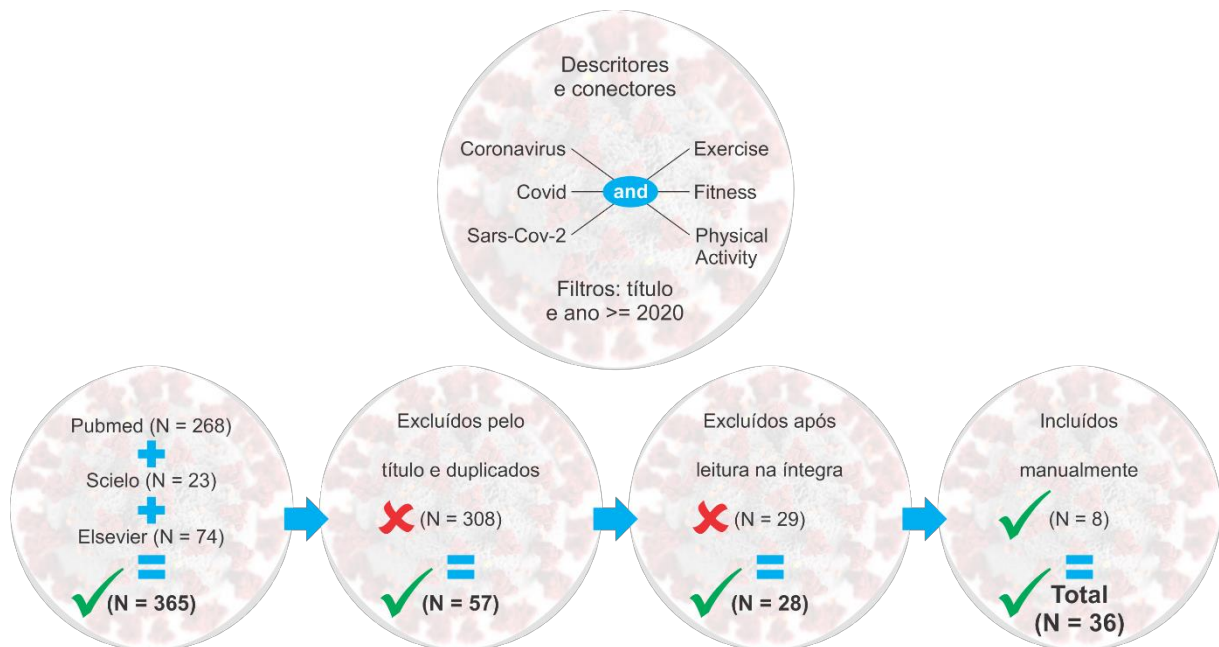 Descritores
e conectores
Coronavirus
Exercise
Covid
and
Fitness
Sars-Cov-2
Physical
Activity
Filtros: título
e ano >= 2020
Pubmed (N = 268)
Scielo (N = 23)
Elsevier (N = 74)
(N = 365)
Excluídos pelo
título e duplicados
(N = 308)
(N = 57)
Excluídos após
leitura na íntegra
(N = 29)
(N = 28)
Incluídos
manualmente
(N = 8)
Total
(N = 36)